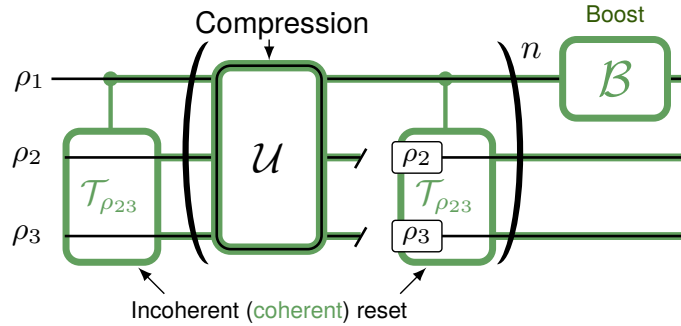 Boost
Compression
n
ρ₁
ℬ
ρ₂
𝒰
ρ₂
𝒯ρ₂₃
𝒯ρ₂₃
ρ₃
ρ₃
Incoherent (coherent) reset